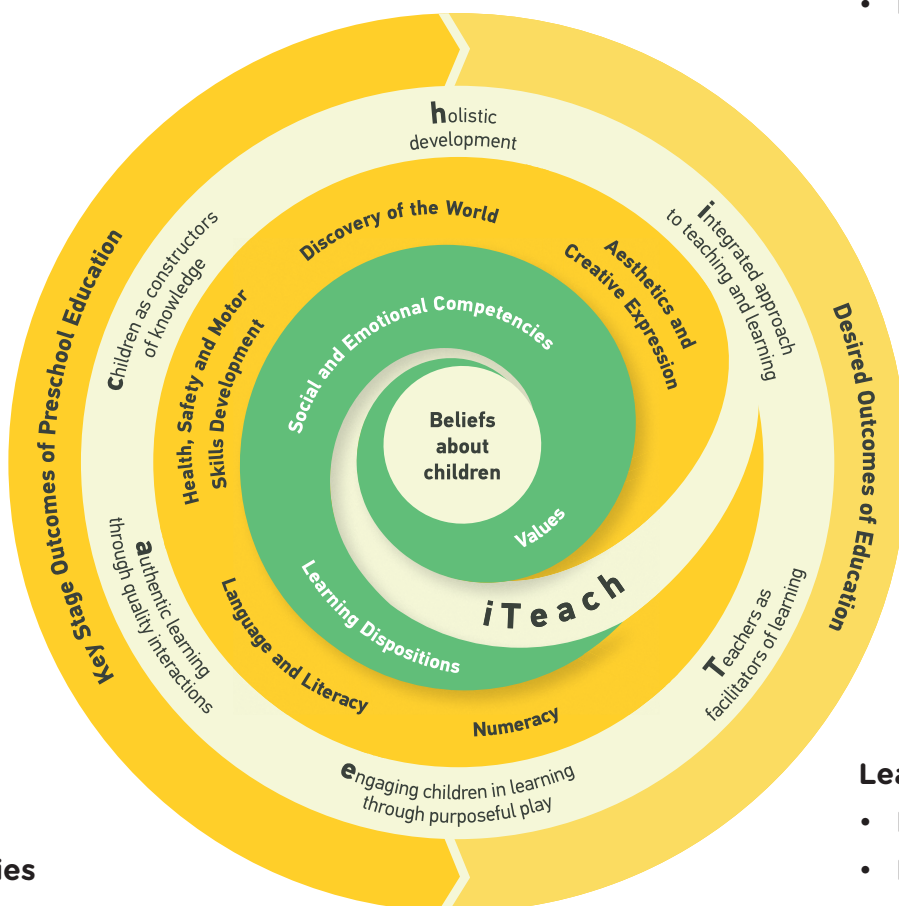 holistic
development
integrated approach
to teaching and learning
Teachers as
facilitators of learning
engaging children in learning
through purposeful play
authentic learning
through quality interactions
Children as constructors
of knowledge
Key Stage Outcomes of Preschool Education
Desired Outcomes of Education
Discovery of the World
Aesthetics and
Creative Expression
Numeracy
Language and Literacy
Health, Safety and Motor
Skills Development
Social and Emotional Competencies
Values
Learning Dispositions
iTeach
Beliefs
about
children